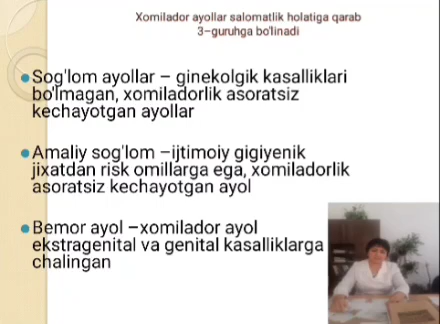 Xomilador ayollar salomatlik holatiga qarab
3-guruhga bo'linadi
Sog'lom ayollar – ginekolgik kasalliklari
bo'lmagan, xomiladorlik asoratsiz
kechayotgan ayollar
Amaliy sog'lom –ijtimoiy gigiyenik
jixatdan risk omillarga ega, xomiladorlik
asoratsiz kechayotgan ayol
Bemor ayol –xomilador ayol
ekstragenital va genital kasalliklarga
chalingan